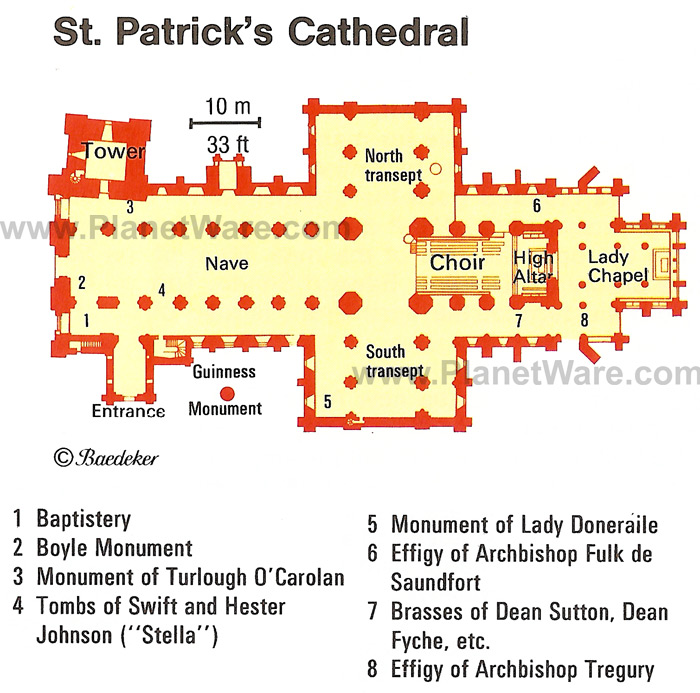 St. Patrick's Cathedral
10 m
33 ft
Tower
North
transept
3
6
www.PlanetWare.com
Nave
Choir
High
Altar
Lady
Chapel
2
4
1
7
8
South
transept
www.PlanetWare.com
Guinness
Monument
Entrance
5
© Baedeker
1 Baptistery
2 Boyle Monument
3 Monument of Turlough O'Carolan
4 Tombs of Swift and Hester
Johnson (''Stella'')
5 Monument of Lady Doneraile
6 Effigy of Archbishop Fulk de
Saundfort
7 Brasses of Dean Sutton, Dean
Fyche, etc.
8 Effigy of Archbishop Tregury